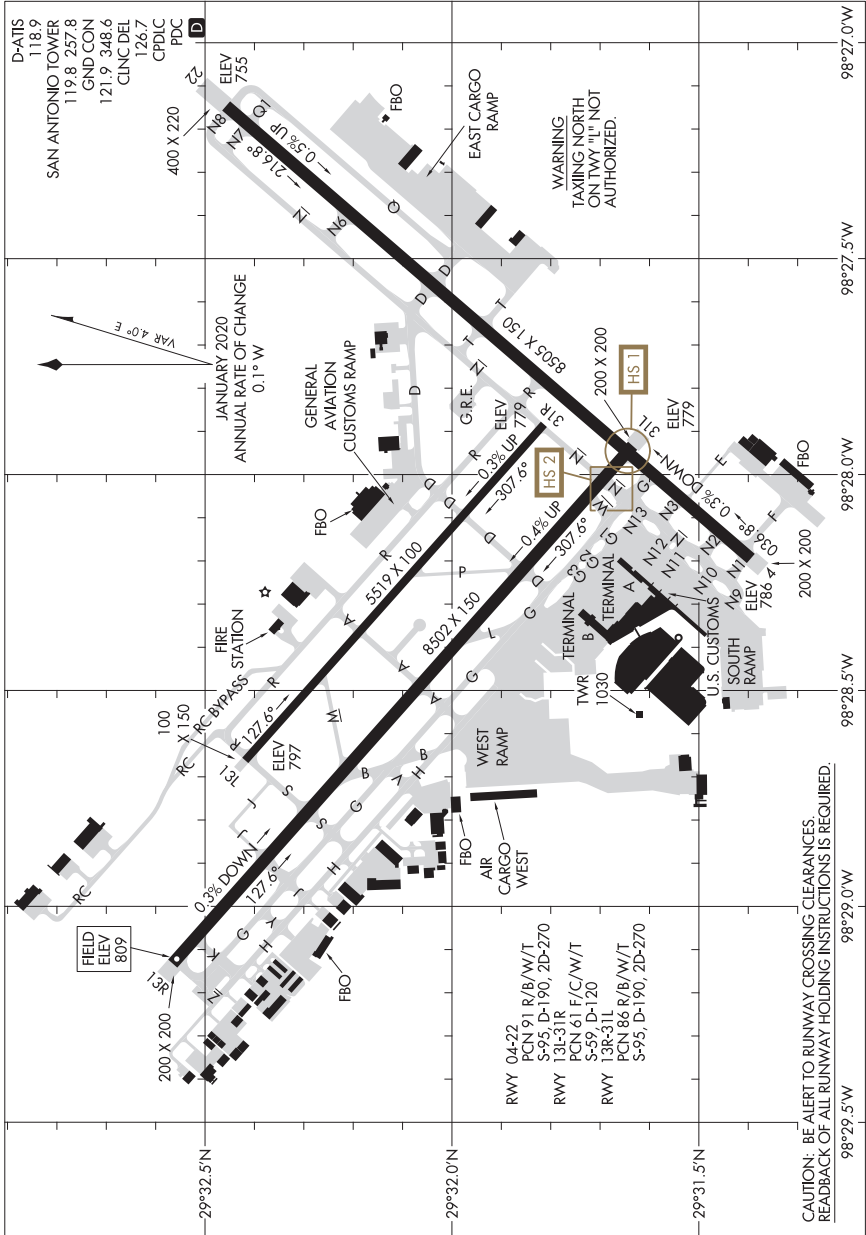 D-ATIS
118.9
SAN ANTONIO TOWER
119.8 257.8
GND CON
121.9 348.6
CLNC DEL
126.7
CPDLC
PDC
D
JANUARY 2020
ANNUAL RATE OF CHANGE
0.1° W
VAR 4.0° E
22
ELEV
755
400 X 220
N8
N7
Q1
216.8°
0.5% UP
N
N6
Q
FBO
EAST CARGO
RAMP
WARNING
TAXIING NORTH
ON TWY "L" NOT
AUTHORIZED.
D
D
D
T
L
N
8505 X 150
G.R.E.
R
GENERAL
AVIATION
CUSTOMS RAMP
FBO
ELEV
779
31R
0.3% UP
307.6°
R
D
D
R
D
P
A
5519 X 100
FIRE
STATION
RC BYPASS
RC
RC
100
X 150
R
R
127.6°
13L
ELEV
797
HS 2
HS 1
200 X 200
31L
ELEV
779
N
N
W
G
0.4% UP
307.6°
8502 X 150
D
G1
G2
G3
N13
N3
N12
N11
N
N2
N10
N1
N9
E
F
FBO
0.3% DOWN
036.8°
4
ELEV
786
200 X 200
G
L
A
A
G
W
B
B
V
H
G
S
S
J
J
J
H
Y
G
H
K
Z
0.3% DOWN
127.6°
13R
FIELD
ELEV
809
200 X 200
FBO
FBO
AIR
CARGO
WEST
WEST
RAMP
TERMINAL
B
TERMINAL
A
TWR
1030
U.S. CUSTOMS
SOUTH
RAMP
RWY 04-22
PCN 91 R/B/W/T
S-95, D-190, 2D-270
RWY 13L-31R
PCN 61 F/C/W/T
S-59, D-120
RWY 13R-31L
PCN 86 R/B/W/T
S-95, D-190, 2D-270
CAUTION: BE ALERT TO RUNWAY CROSSING CLEARANCES.
READBACK OF ALL RUNWAY HOLDING INSTRUCTIONS IS REQUIRED.
29°32.5'N
29°32.0'N
29°31.5'N
98°29.5'W
98°29.0'W
98°28.5'W
98°28.0'W
98°27.5'W
98°27.0'W